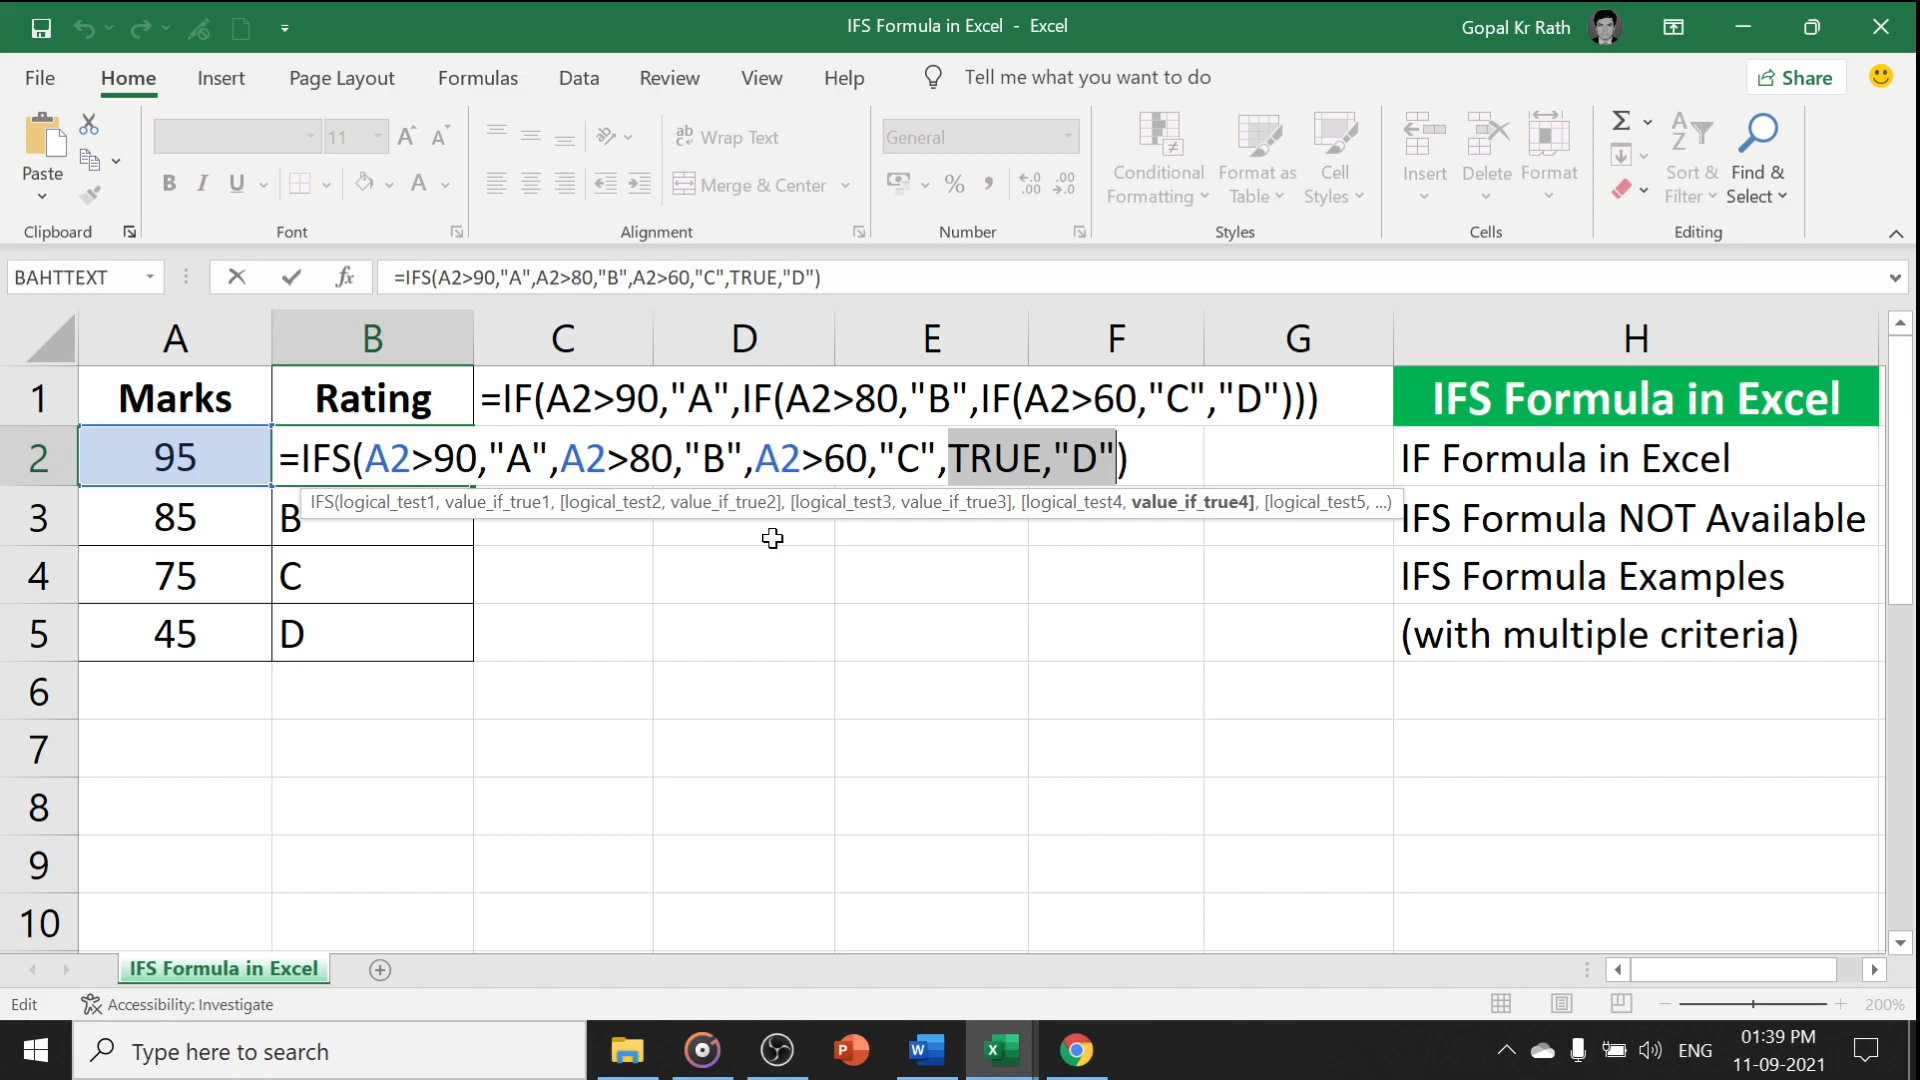 IFS Formula in Excel - Excel
Gopal Kr Rath
File Home Insert Page Layout Formulas Data Review View Help Tell me what you want to do Share
Paste
Clipboard
11
B I U A
Font
Wrap Text
Merge & Center
Alignment
General
Number
Conditional Formatting
Format as Table
Cell Styles
Styles
Insert Delete Format
Cells
Sort & Filter
Find & Select
Editing
BAHTTEXT
fx
=IFS(A2>90,"A",A2>80,"B",A2>60,"C",TRUE,"D")
A B C D E F G H
1 Marks Rating =IF(A2>90,"A",IF(A2>80,"B",IF(A2>60,"C","D"))) IFS Formula in Excel
2 95 =IFS(A2>90,"A",A2>80,"B",A2>60,"C",TRUE,"D") IF Formula in Excel
IFS(logical_test1, value_if_true1, [logical_test2, value_if_true2], [logical_test3, value_if_true3], [logical_test4, value_if_true4], [logical_test5, ...)
3 85 B IFS Formula NOT Available
4 75 C IFS Formula Examples
5 45 D (with multiple criteria)
6
7
8
9
10
IFS Formula in Excel
Edit Accessibility: Investigate 200%
Type here to search
ENG
01:39 PM
11-09-2021